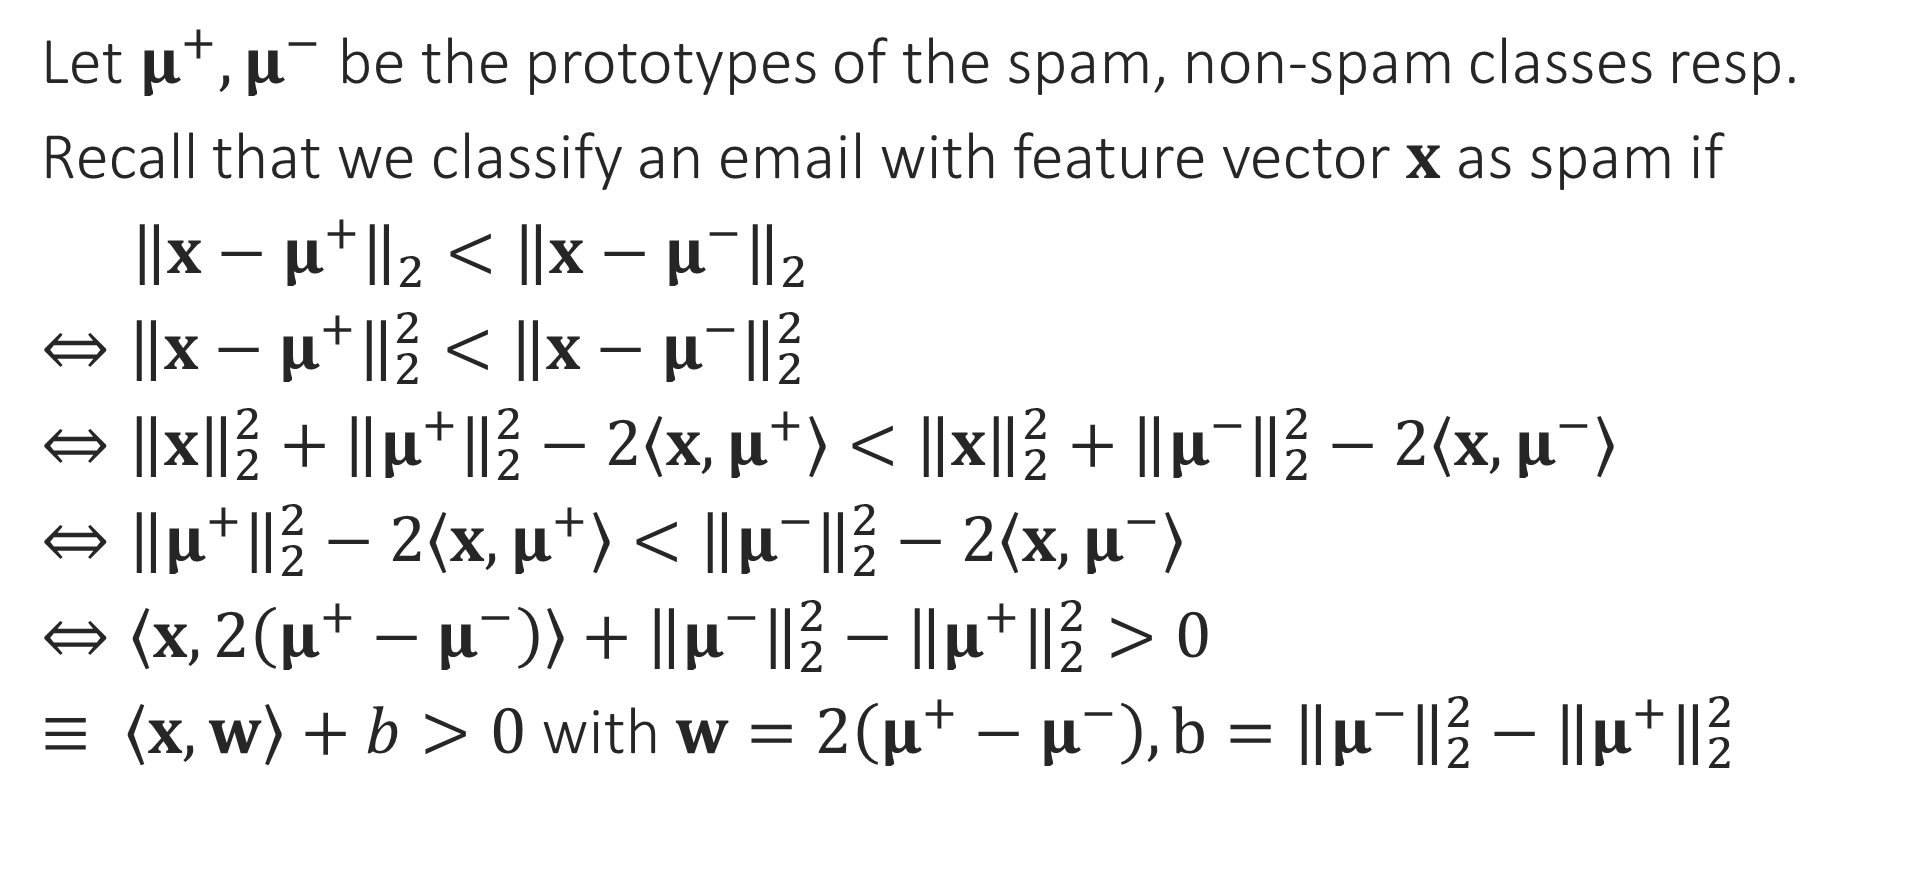 Let μ⁺, μ⁻ be the prototypes of the spam, non-spam classes resp.
Recall that we classify an email with feature vector x as spam if
‖x − μ⁺‖₂ < ‖x − μ⁻‖₂
⇔ ‖x − μ⁺‖₂² < ‖x − μ⁻‖₂²
⇔ ‖x‖₂² + ‖μ⁺‖₂² − 2⟨x, μ⁺⟩ < ‖x‖₂² + ‖μ⁻‖₂² − 2⟨x, μ⁻⟩
⇔ ‖μ⁺‖₂² − 2⟨x, μ⁺⟩ < ‖μ⁻‖₂² − 2⟨x, μ⁻⟩
⇔ ⟨x, 2(μ⁺ − μ⁻)⟩ + ‖μ⁻‖₂² − ‖μ⁺‖₂² > 0
≡ ⟨x, w⟩ + b > 0 with w = 2(μ⁺ − μ⁻), b = ‖μ⁻‖₂² − ‖μ⁺‖₂²